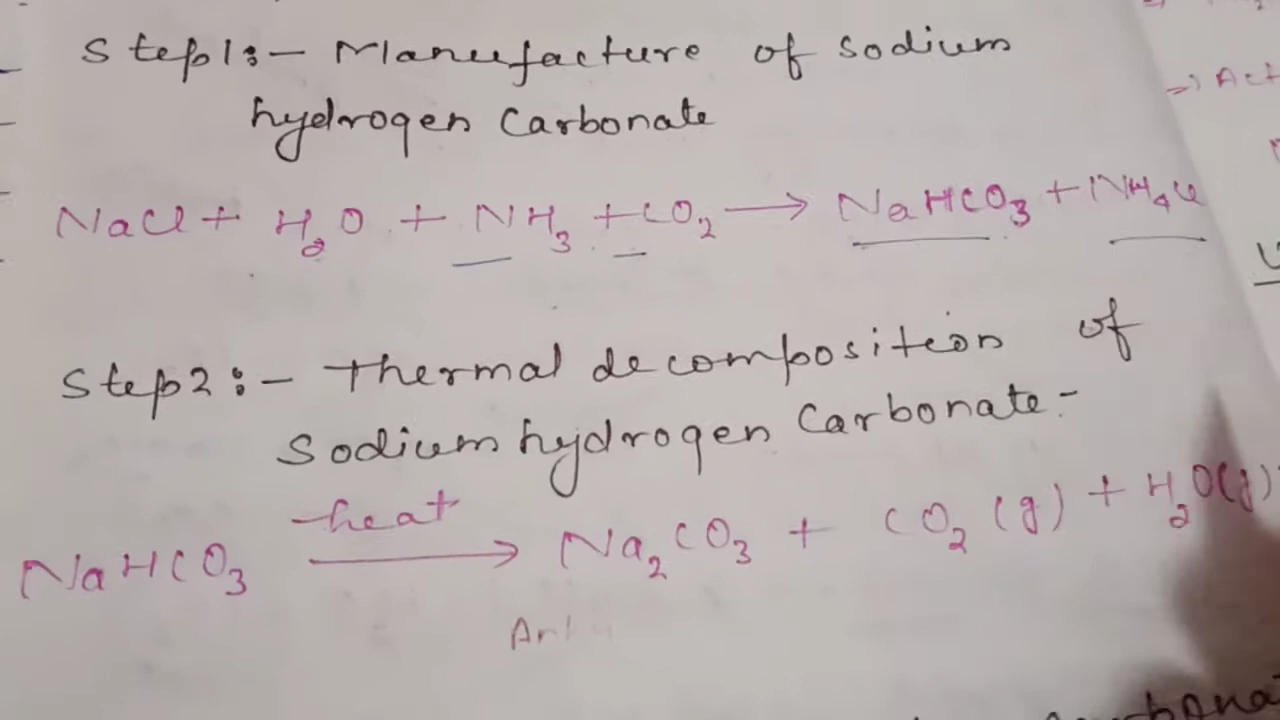 Step1:- Manufacture of sodium
hydrogen Carbonate
NaCl + H₂O + NH₃ + CO₂ → NaHCO₃ + NH₄Cl
Step2:- Thermal decomposition of
Sodium hydrogen Carbonate-
heat
NaHCO₃ → Na₂CO₃ + CO₂ (g) + H₂O(g)